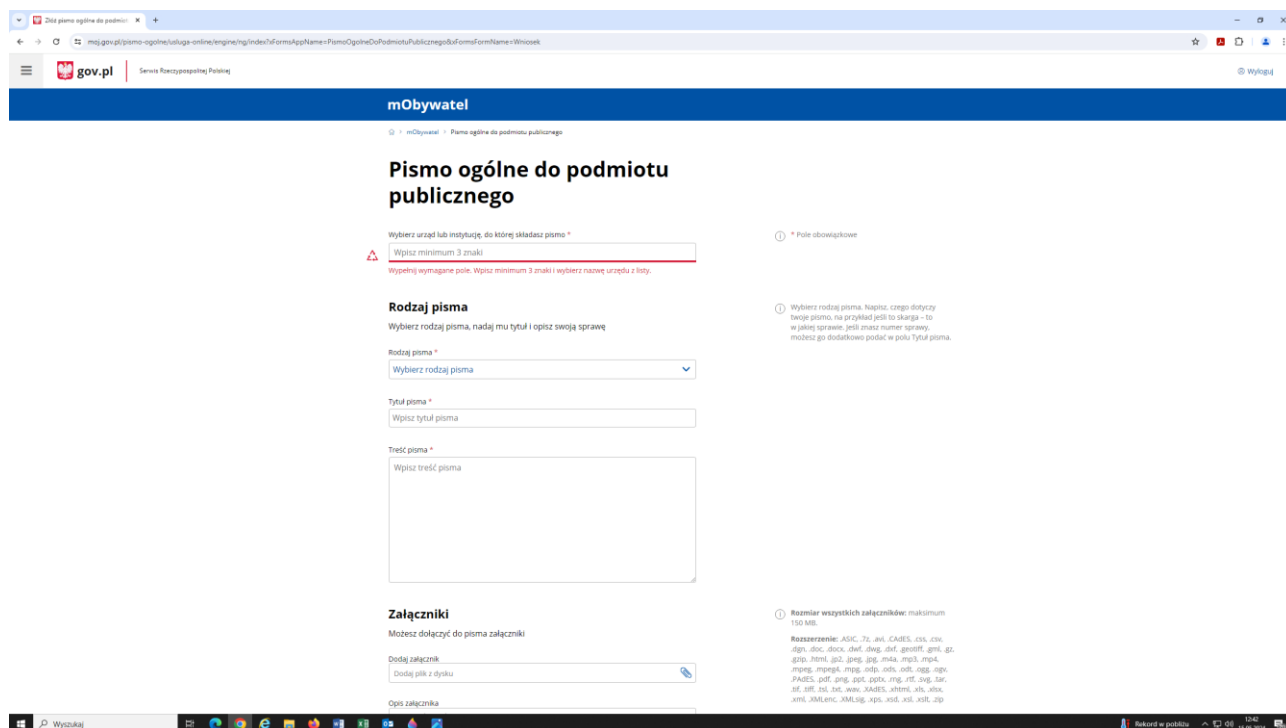 Złóż pismo ogólne do podmiot
moj.gov.pl/pismo-ogolne/usluga-online/engine/ng/index?xFormsAppName=PismoOgolneDoPodmiotuPublicznego&xFormsFormName=Wniosek
gov.pl
Serwis Rzeczypospolitej Polskiej
Wyloguj
mObywatel
mObywatel > Pismo ogólne do podmiotu publicznego
Pismo ogólne do podmiotu
publicznego
Wybierz urząd lub instytucję, do której składasz pismo *
* Pole obowiązkowe
Wpisz minimum 3 znaki
Wypełnij wymagane pole. Wpisz minimum 3 znaki i wybierz nazwę urzędu z listy.
Rodzaj pisma
Wybierz rodzaj pisma, nadaj mu tytuł i opisz swoją sprawę
Wybierz rodzaj pisma. Napisz, czego dotyczy
twoje pismo, na przykład jeśli to skarga – to
w jakiej sprawie. Jeśli znasz numer sprawy,
możesz go dodatkowo podać w polu Tytuł pisma.
Rodzaj pisma *
Wybierz rodzaj pisma
Tytuł pisma *
Wpisz tytuł pisma
Treść pisma *
Wpisz treść pisma
Załączniki
Możesz dołączyć do pisma załączniki
Rozmiar wszystkich załączników: maksimum
150 MB.
Rozszerzenie: .ASIC, .7z, .avi, .CAdES, .css, .csv,
.dgn, .doc, .docx, .dwf, .dwg, .dxf, .geotiff, .gml, .gz,
.gzip, .html, .jp2, .jpeg, .jpg, .m4a, .mp3, .mp4,
.mpeg, .mpeg4, .mpg, .odp, .ods, .odt, .ogg, .ogv,
.PAdES, .pdf, .png, .ppt, .pptx, .rng, .rtf, .svg, .tar,
.tif, .tiff, .tsl, .txt, .wav, .XAdES, .xhtml, .xls, .xlsx,
.xml, .XMLenc, .XMLsig, .xps, .xsd, .xsl, .xslt, .zip
Dodaj załącznik
Dodaj plik z dysku
Opis załącznika
Wyszukaj
Rekord w pobliżu
12:42